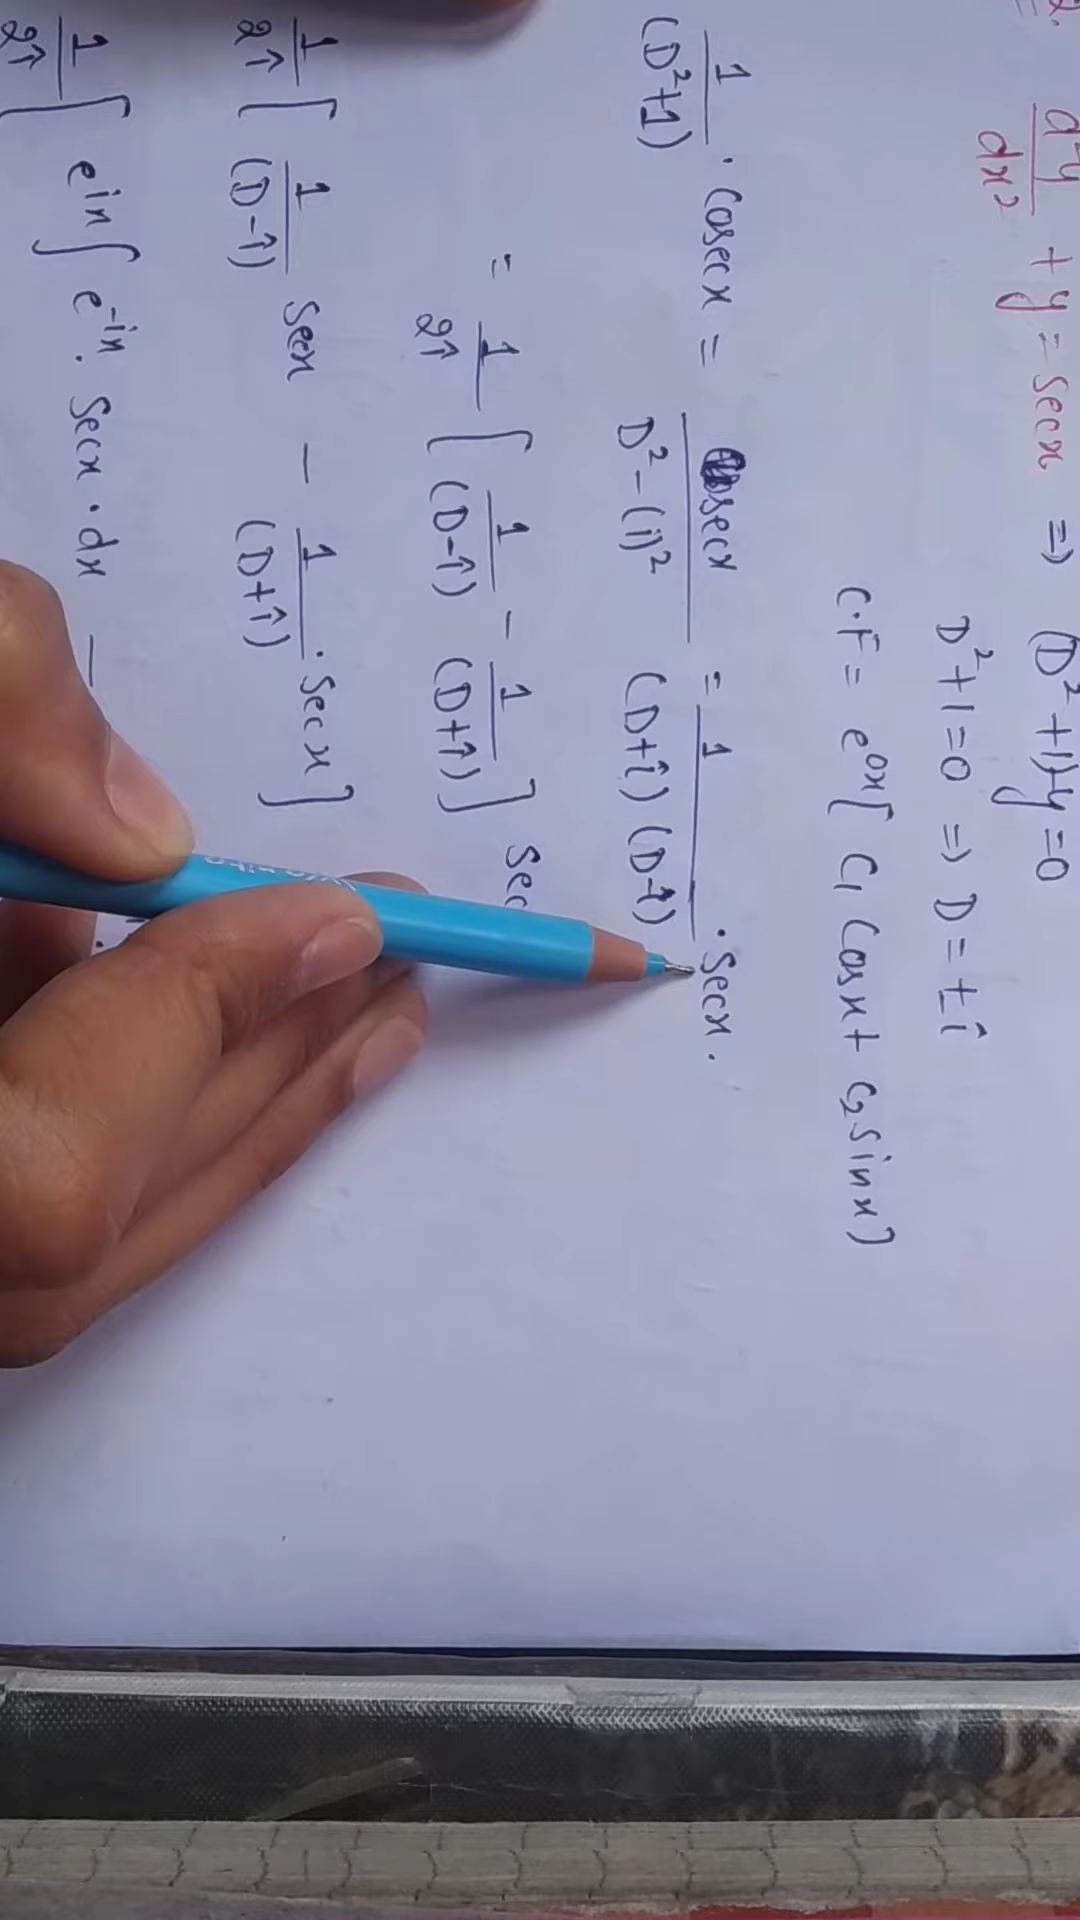 2. d²y/dx² + y = secx => (D²+1)y=0
D²+1=0 => D=±i
C.F = e^0x[ C₁ Cosx+ C₂ sinx]
1/(D²+1) . Cosecx = secx/D²-(i)² = 1/(D+i)(D-i) .secx.
= 1/2i [ 1/(D-i) - 1/(D+i) ] Sec
1/2i [ 1/(D-i) Secx - 1/(D+i) .Secx ]
1/2i [ e^ix ∫ e^-ix. Secx.dx —